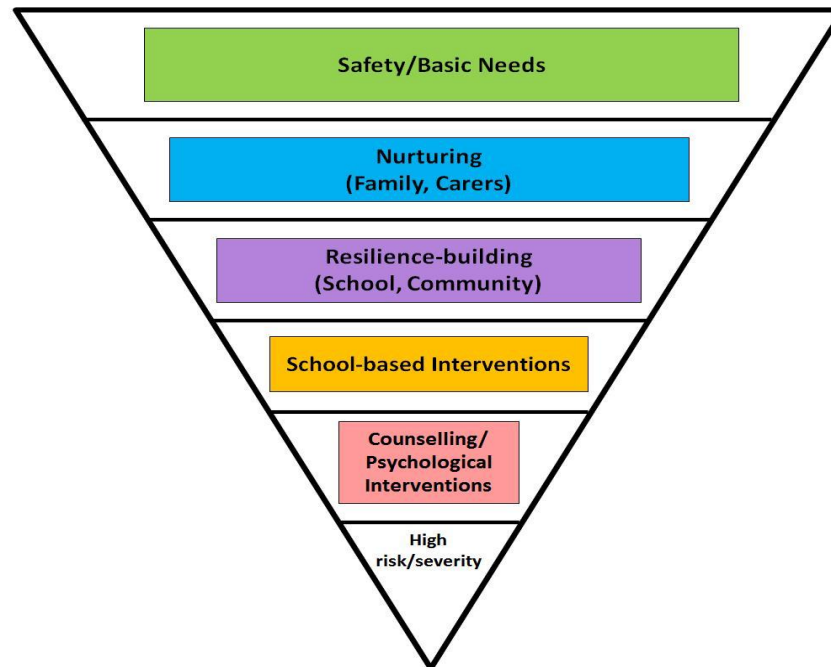 Safety/Basic Needs
Nurturing
(Family, Carers)
Resilience-building
(School, Community)
School-based Interventions
Counselling/
Psychological
Interventions
High
risk/severity